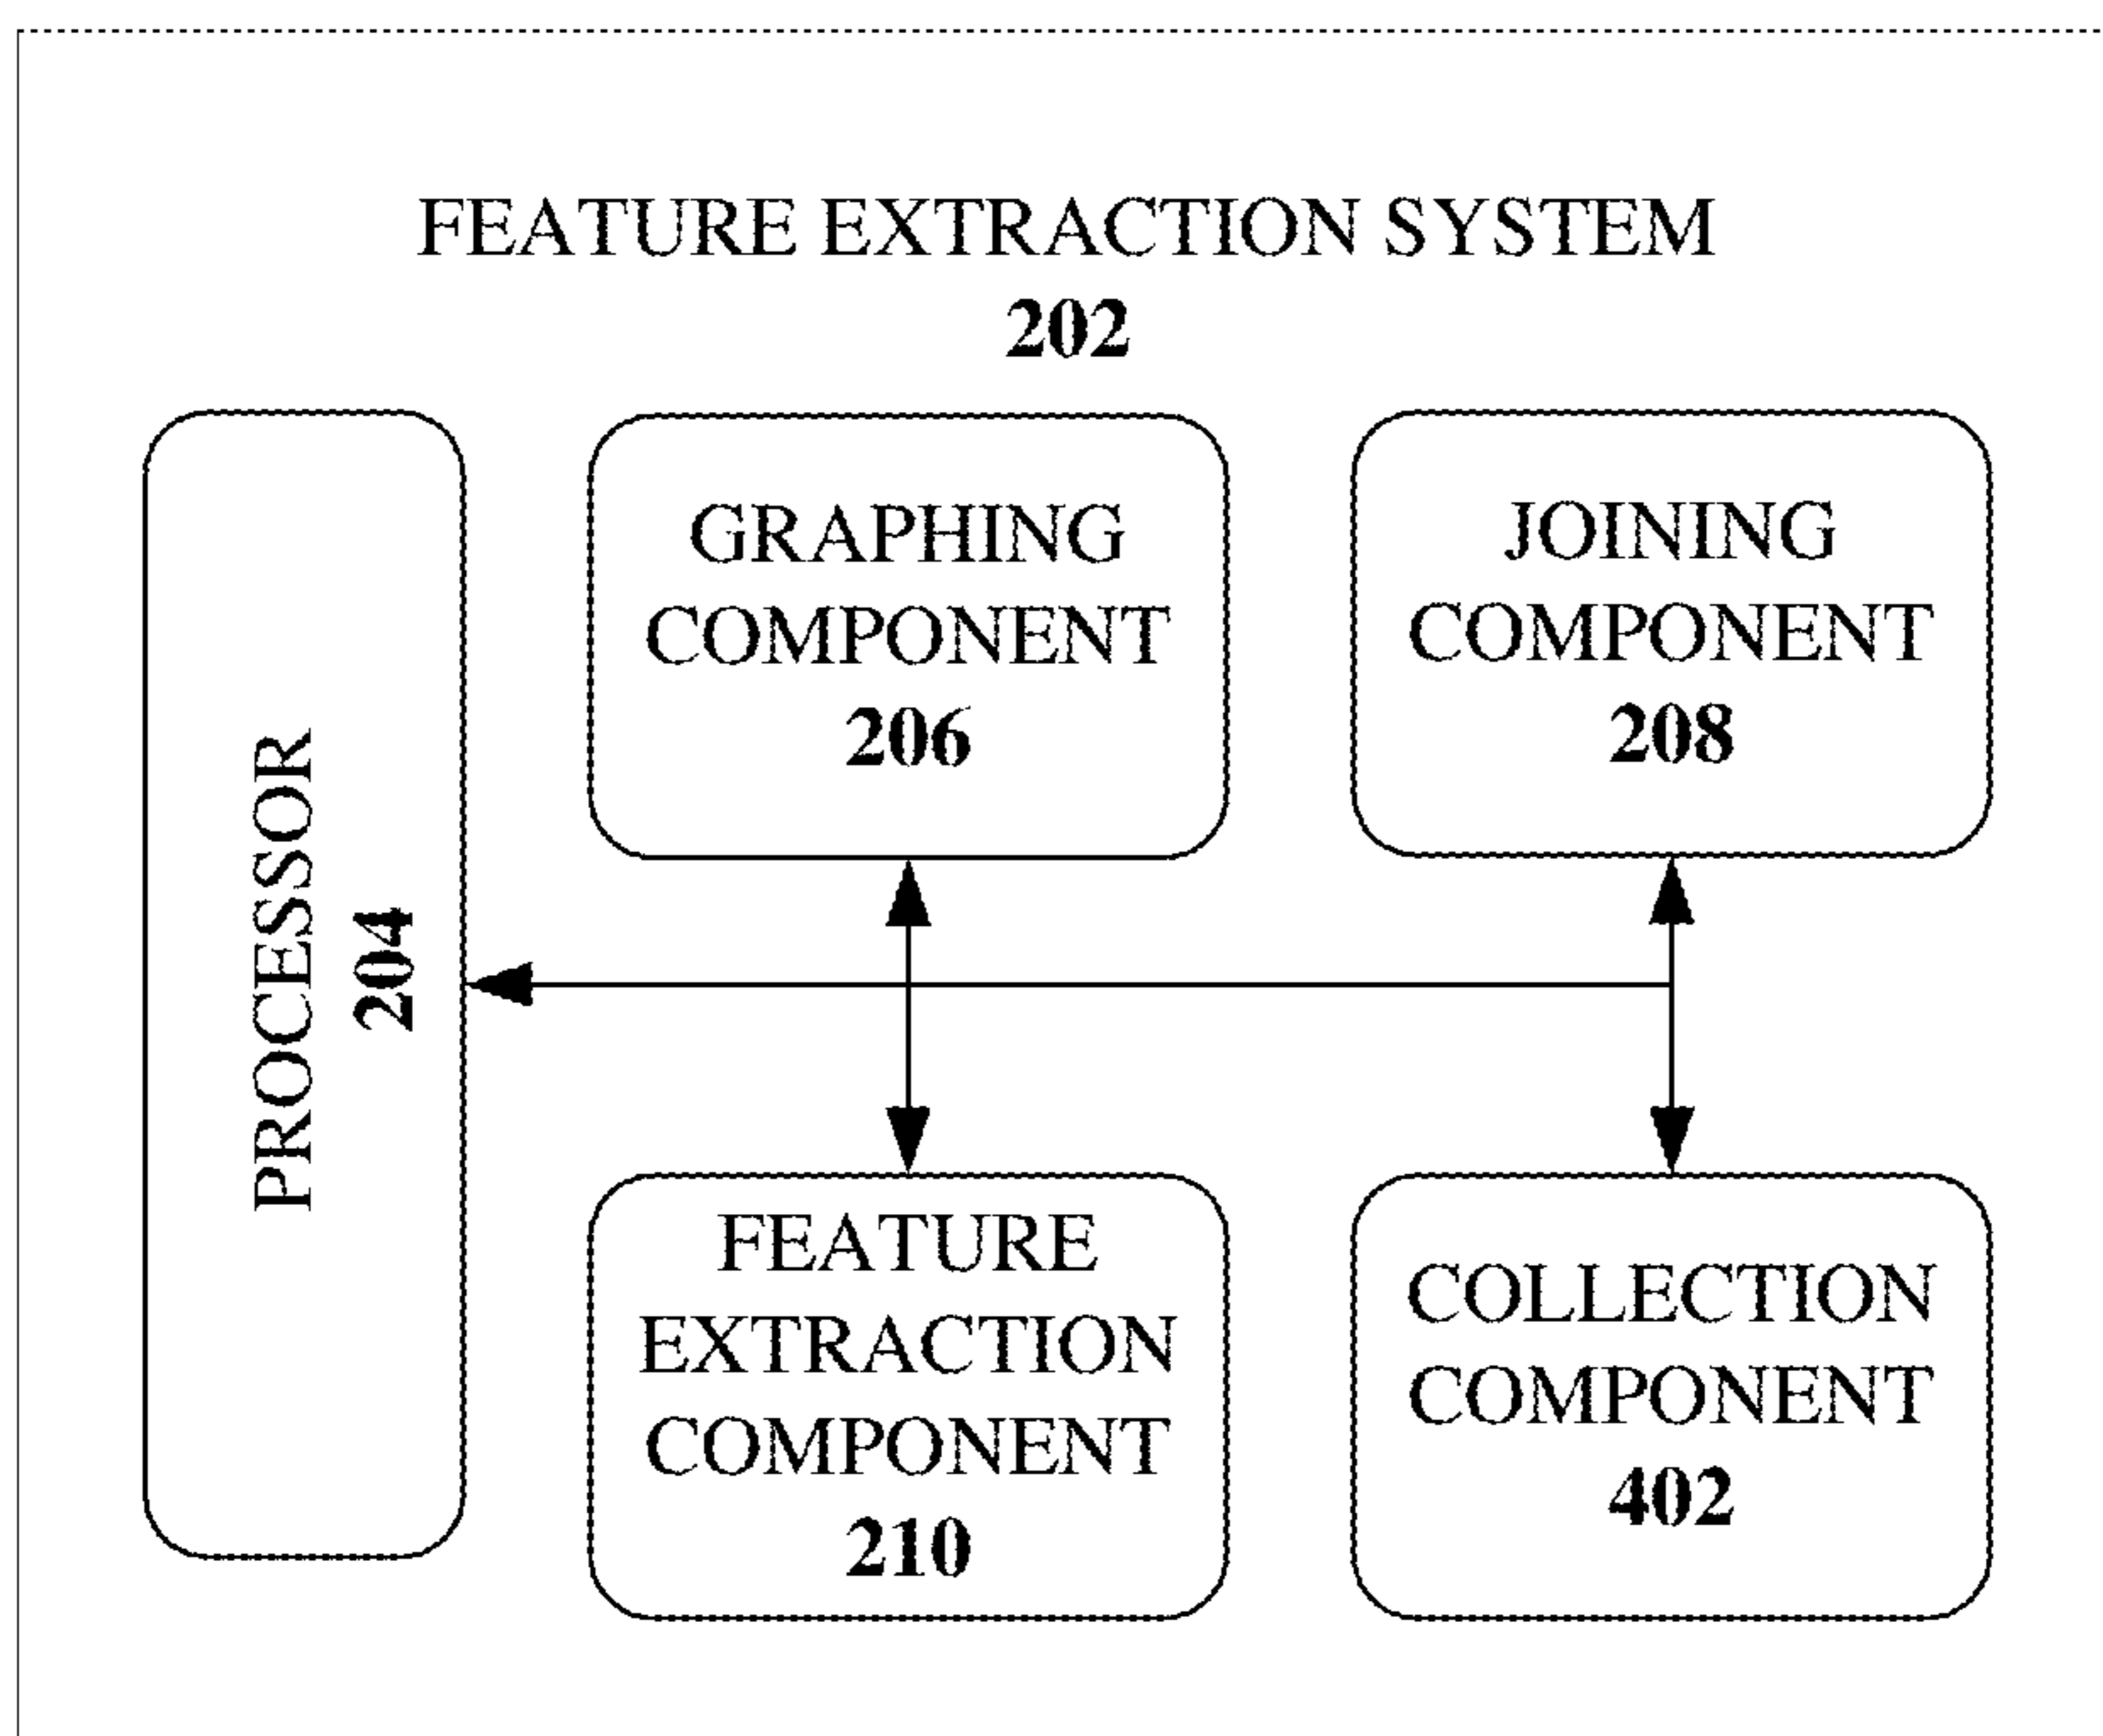 FEATURE EXTRACTION SYSTEM
202
PROCESSOR
204
GRAPHING
COMPONENT
206
JOINING
COMPONENT
208
FEATURE
EXTRACTION
COMPONENT
210
COLLECTION
COMPONENT
402